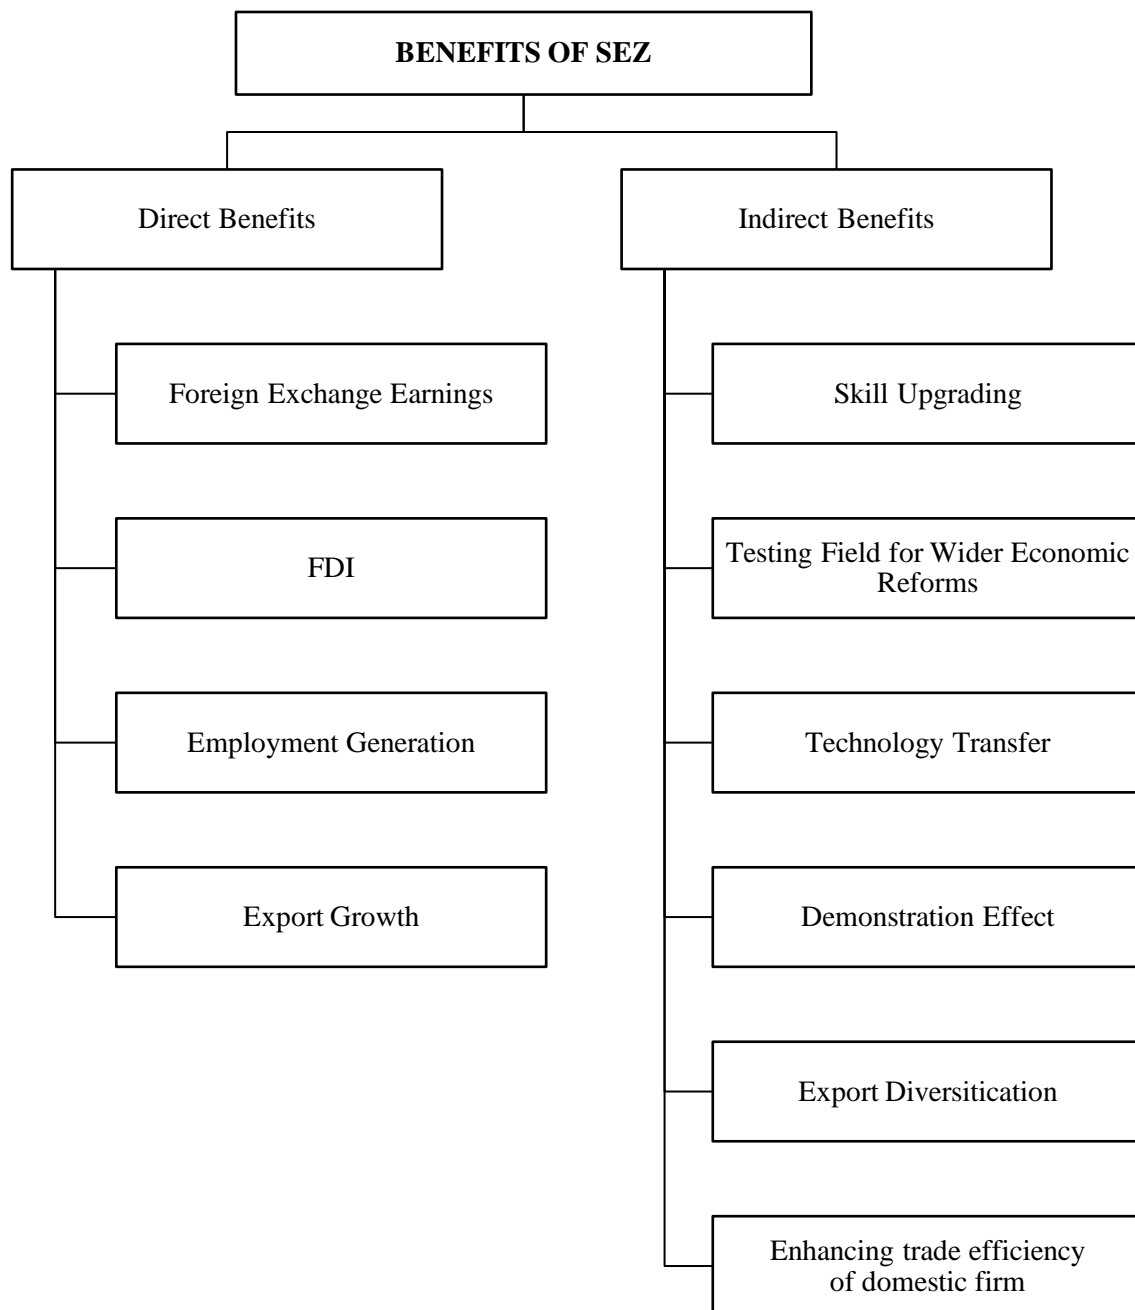 BENEFITS OF SEZ
Direct Benefits
Foreign Exchange Earnings
FDI
Employment Generation
Export Growth
Indirect Benefits
Skill Upgrading
Testing Field for Wider Economic
Reforms
Technology Transfer
Demonstration Effect
Export Diversitication
Enhancing trade efficiency
of domestic firm